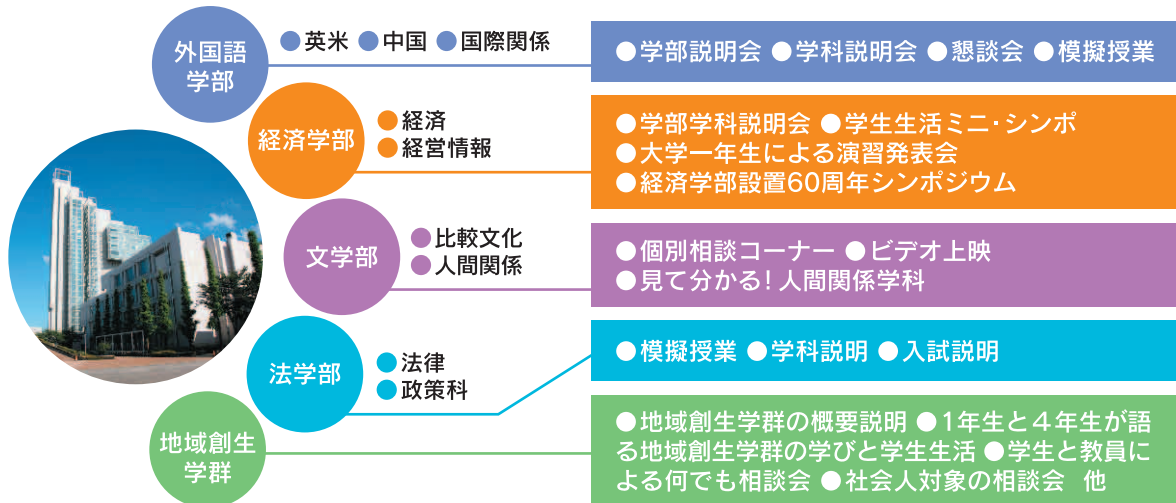 外国語
学部
●英米 ●中国 ●国際関係
●学部説明会 ●学科説明会 ●懇談会 ●模擬授業
経済学部
●経済
●経営情報
●学部学科説明会 ●学生生活ミニ・シンポ
●大学一年生による演習発表会
●経済学部設置60周年シンポジウム
文学部
●比較文化
●人間関係
●個別相談コーナー ●ビデオ上映
●見て分かる!人間関係学科
法学部
●法律
●政策科
●模擬授業 ●学科説明 ●入試説明
地域創生
学群
●地域創生学群の概要説明 ●1年生と4年生が語
る地域創生学群の学びと学生生活 ●学生と教員に
よる何でも相談会 ●社会人対象の相談会 他